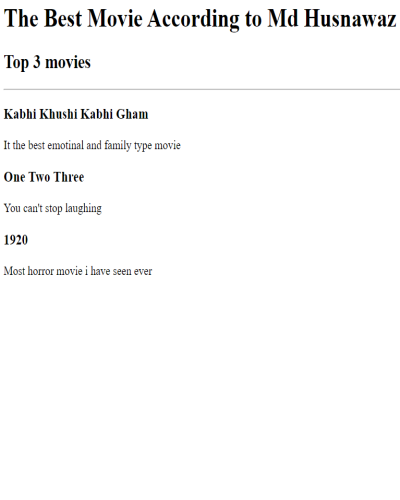 The Best Movie According to Md Husnawaz
Top 3 movies
Kabhi Khushi Kabhi Gham
It the best emotinal and family type movie
One Two Three
You can't stop laughing
1920
Most horror movie i have seen ever